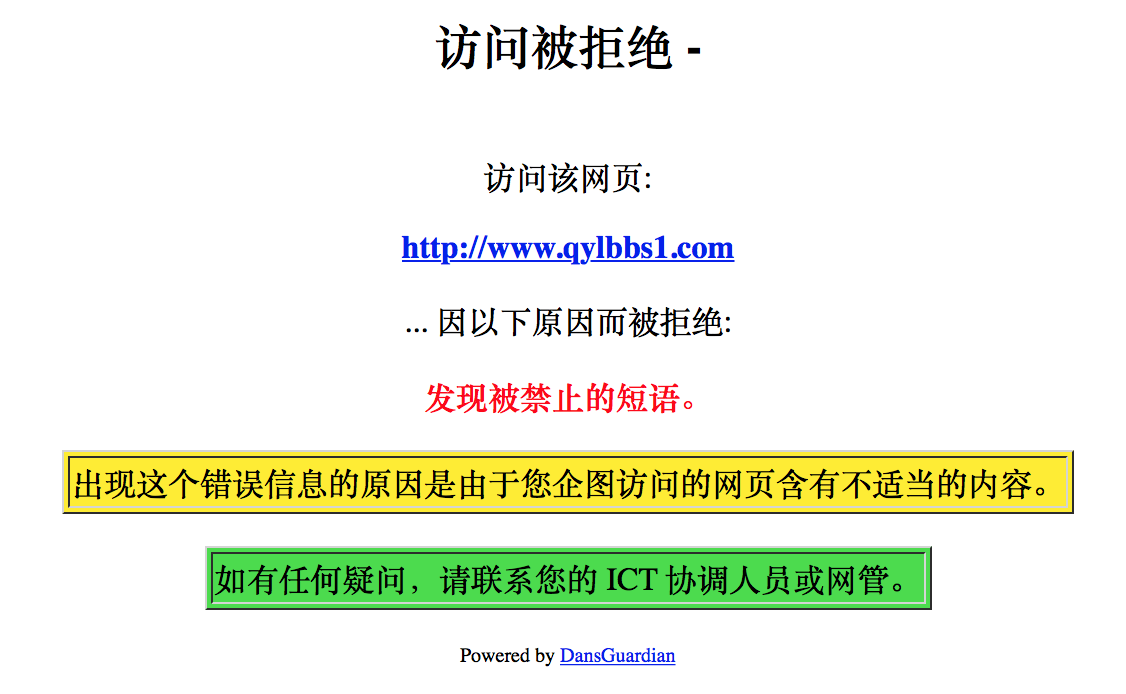 访问被拒绝 -
访问该网页:
http://www.qylbbs1.com
... 因以下原因而被拒绝:
发现被禁止的短语。
出现这个错误信息的原因是由于您企图访问的网页含有不适当的内容。
如有任何疑问，请联系您的 ICT 协调人员或网管。
Powered by DansGuardian